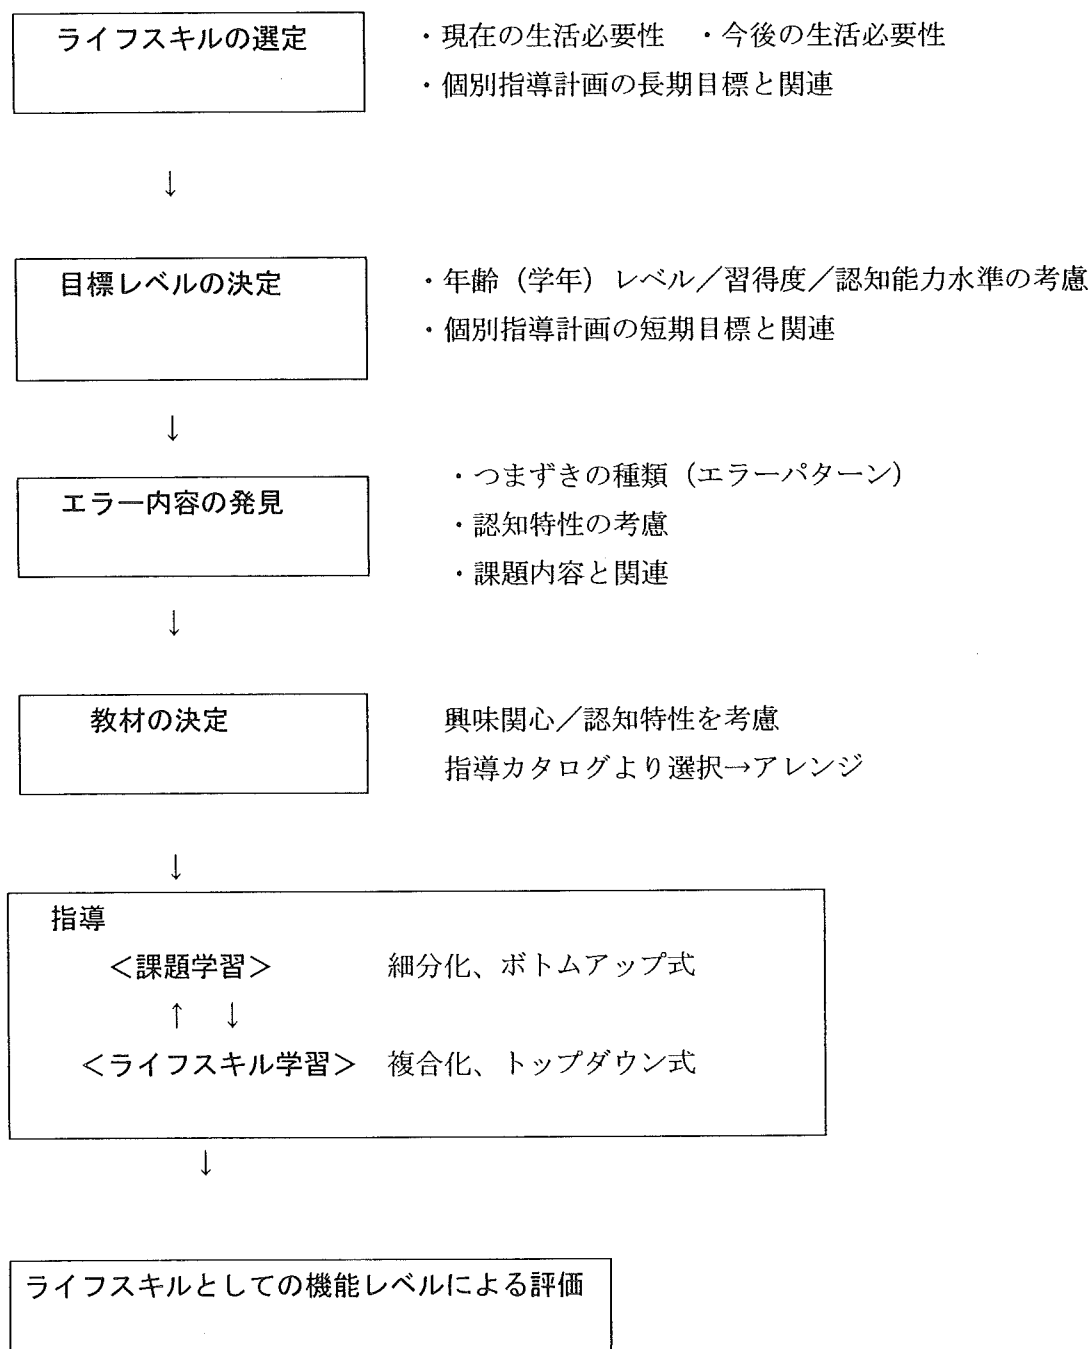 ライフスキルの選定
・現在の生活必要性　・今後の生活必要性
・個別指導計画の長期目標と関連
↓
目標レベルの決定
・年齢（学年）レベル／習得度／認知能力水準の考慮
・個別指導計画の短期目標と関連
↓
エラー内容の発見
・つまずきの種類（エラーパターン）
・認知特性の考慮
・課題内容と関連
↓
教材の決定
興味関心／認知特性を考慮
指導カタログより選択→アレンジ
↓
指導
＜課題学習＞　細分化、ボトムアップ式
↑　↓
＜ライフスキル学習＞　複合化、トップダウン式
↓
ライフスキルとしての機能レベルによる評価